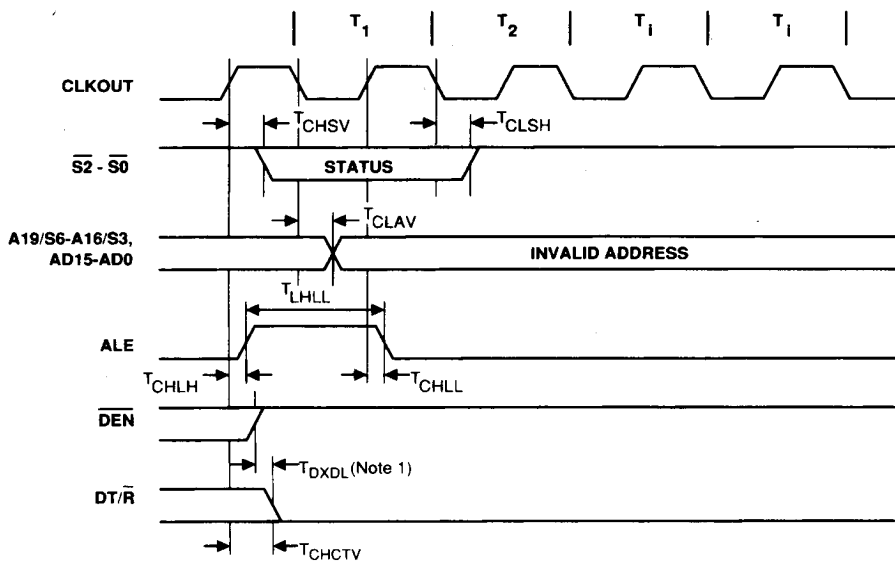 T1 T2 Ti Ti
CLKOUT
TCHSV TCLSH
S2 - S0 STATUS
TCLAV
A19/S6-A16/S3,
AD15-AD0 INVALID ADDRESS
TLHLL
ALE
TCHLH TCHLL
DEN
TDXDL (Note 1)
DT/R
TCHCTV